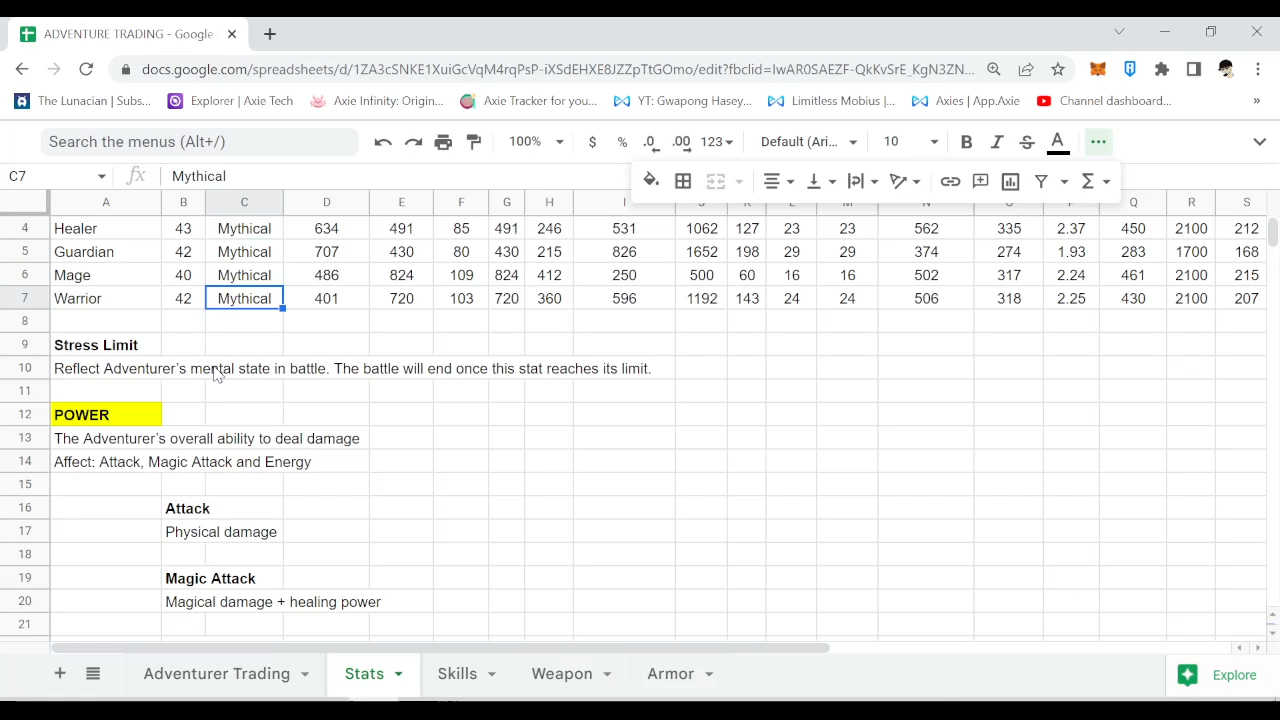 ADVENTURE TRADING - Google
docs.google.com/spreadsheets/d/1ZA3cSNKE1XuiGcVqM4rqPsP-iXSdEHXE8JZZpTtGOmo/edit?fbclid=IwAR0SAEZF-QkKvSrE_KgN3ZN...
The Lunacian | Subs... Explorer | Axie Tech Axie Infinity: Origin... Axie Tracker for you... YT: Gwapong Hasey... Limitless Mobius |... Axies | App.Axie Channel dashboard... »
Search the menus (Alt+/) 100% $ % .0 .00 123 Default (Ari... 10 B I S A
C7 fx Mythical
A B C D E F G H I J K L M N O P Q R S
4 Healer 43 Mythical 634 491 85 491 246 531 1062 127 23 23 562 335 2.37 450 2100 212
5 Guardian 42 Mythical 707 430 80 430 215 826 1652 198 29 29 374 274 1.93 283 1700 168
6 Mage 40 Mythical 486 824 109 824 412 250 500 60 16 16 502 317 2.24 461 2100 215
7 Warrior 42 Mythical 401 720 103 720 360 596 1192 143 24 24 506 318 2.25 430 2100 207
8
9 Stress Limit
10 Reflect Adventurer's mental state in battle. The battle will end once this stat reaches its limit.
11
12 POWER
13 The Adventurer's overall ability to deal damage
14 Affect: Attack, Magic Attack and Energy
15
16 Attack
17 Physical damage
18
19 Magic Attack
20 Magical damage + healing power
21
Adventurer Trading Stats Skills Weapon Armor Explore